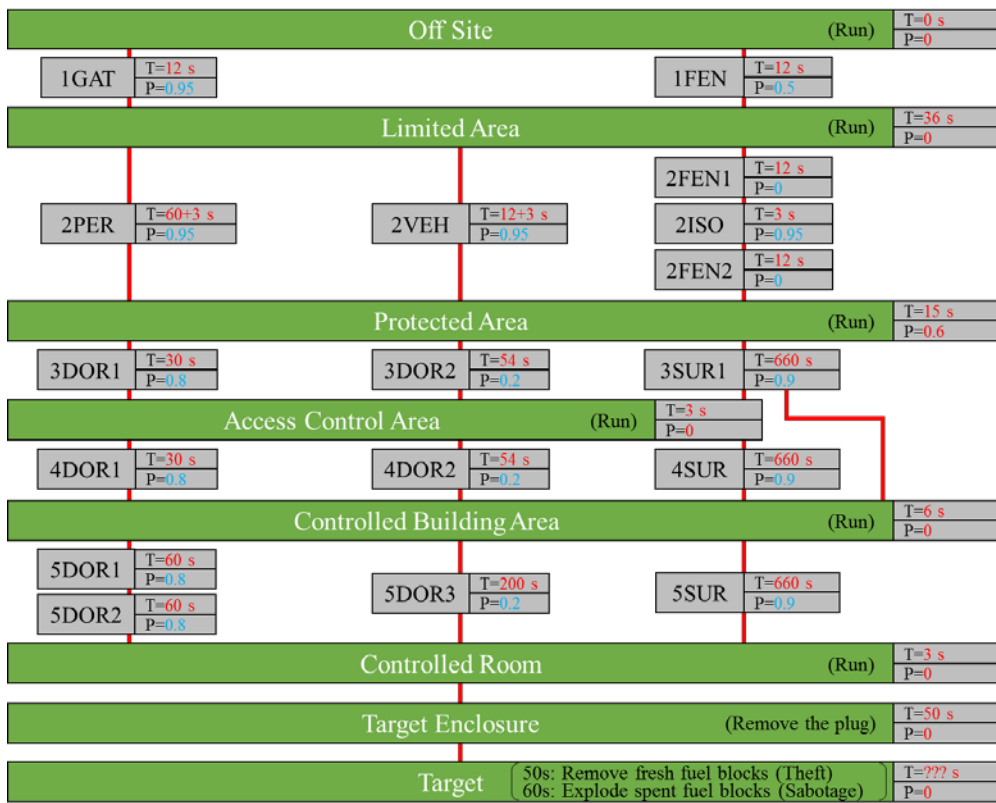 Off Site (Run) T=0 s
P=0
1GAT T=12 s
P=0.95
1FEN T=12 s
P=0.5
Limited Area (Run) T=36 s
P=0
2PER T=60+3 s
P=0.95
2VEH T=12+3 s
P=0.95
2FEN1 T=12 s
P=0
2ISO T=3 s
P=0.95
2FEN2 T=12 s
P=0
Protected Area (Run) T=15 s
P=0.6
3DOR1 T=30 s
P=0.8
3DOR2 T=54 s
P=0.2
3SUR1 T=660 s
P=0.9
Access Control Area (Run) T=3 s
P=0
4DOR1 T=30 s
P=0.8
4DOR2 T=54 s
P=0.2
4SUR T=660 s
P=0.9
Controlled Building Area (Run) T=6 s
P=0
5DOR1 T=60 s
P=0.8
5DOR2 T=60 s
P=0.8
5DOR3 T=200 s
P=0.2
5SUR T=660 s
P=0.9
Controlled Room (Run) T=3 s
P=0
Target Enclosure (Remove the plug) T=50 s
P=0
Target 50s: Remove fresh fuel blocks (Theft)
60s: Explode spent fuel blocks (Sabotage)
T=??? s
P=0